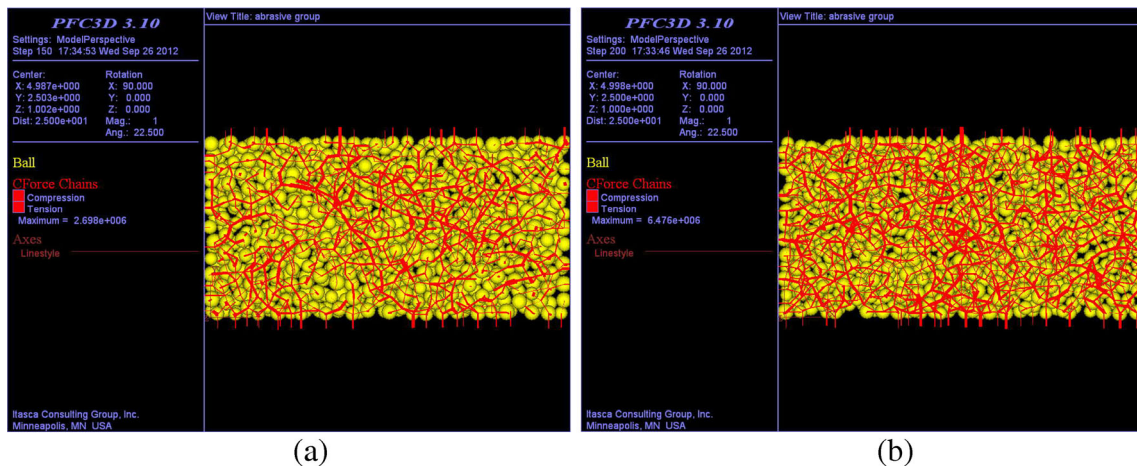 PFC3D 3.10
Settings: ModelPerspective
Step 150 17:34:53 Wed Sep 26 2012
Center:
X: 4.987e+000
Y: 2.503e+000
Z: 1.002e+000
Dist: 2.500e+001
Rotation
X: 90.000
Y: 0.000
Z: 0.000
Mag.: 1
Ang.: 22.500
Ball
CForce Chains
Compression
Tension
Maximum = 2.698e+006
Axes
Linestyle
Itasca Consulting Group, Inc.
Minneapolis, MN USA
View Title: abrasive group
(a)
PFC3D 3.10
Settings: ModelPerspective
Step 200 17:33:46 Wed Sep 26 2012
Center:
X: 4.998e+000
Y: 2.500e+000
Z: 1.000e+000
Dist: 2.500e+001
Rotation
X: 90.000
Y: 0.000
Z: 0.000
Mag.: 1
Ang.: 22.500
Ball
CForce Chains
Compression
Tension
Maximum = 6.476e+006
Axes
Linestyle
Itasca Consulting Group, Inc.
Minneapolis, MN USA
View Title: abrasive group
(b)